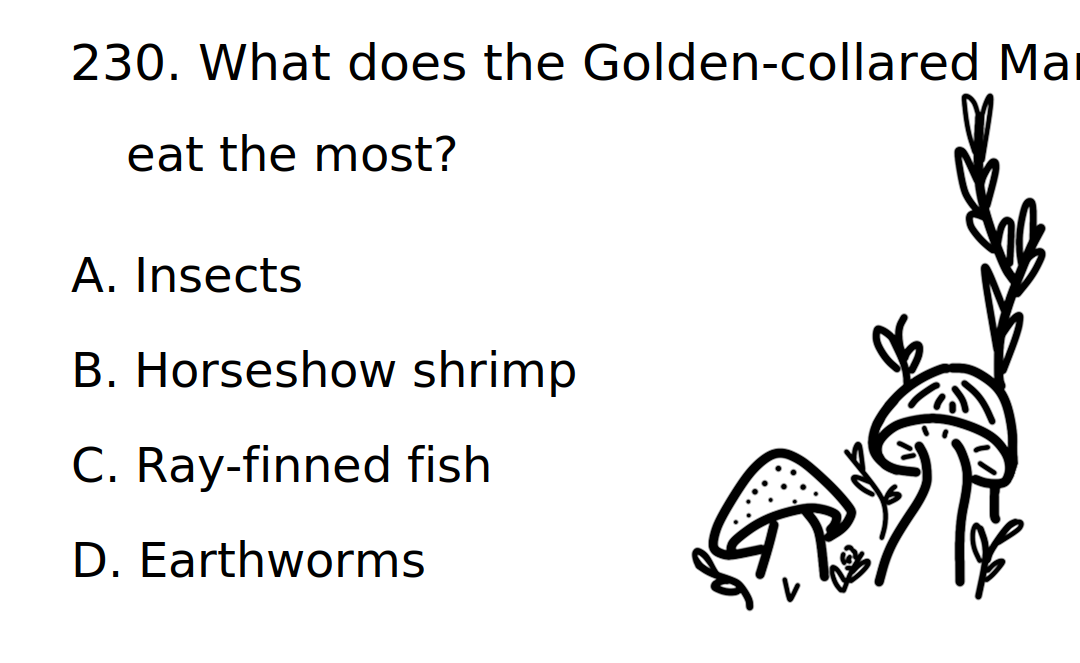 230. What does the Golden-collared
eat the most?
A. Insects
B. Horseshow shrimp
C. Ray-finned fish
D. Earthworms